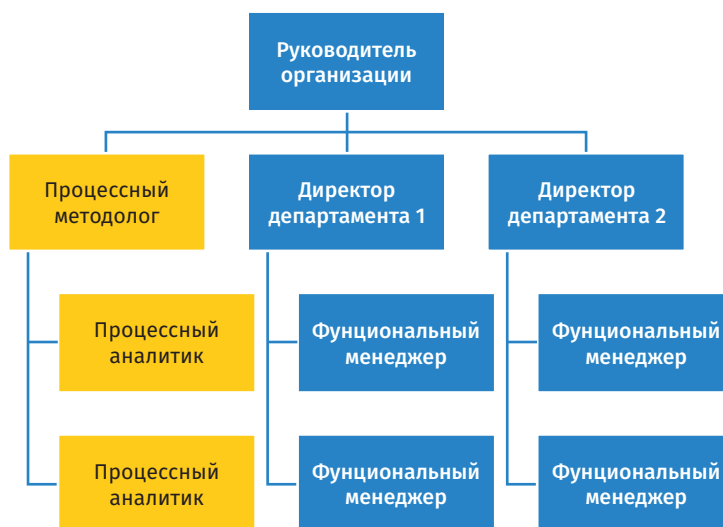 Руководитель
организации
Процессный
методолог
Директор
департамента 1
Директор
департамента 2
Процессный
аналитик
Фунциональный
менеджер
Фунциональный
менеджер
Процессный
аналитик
Фунциональный
менеджер
Фунциональный
менеджер